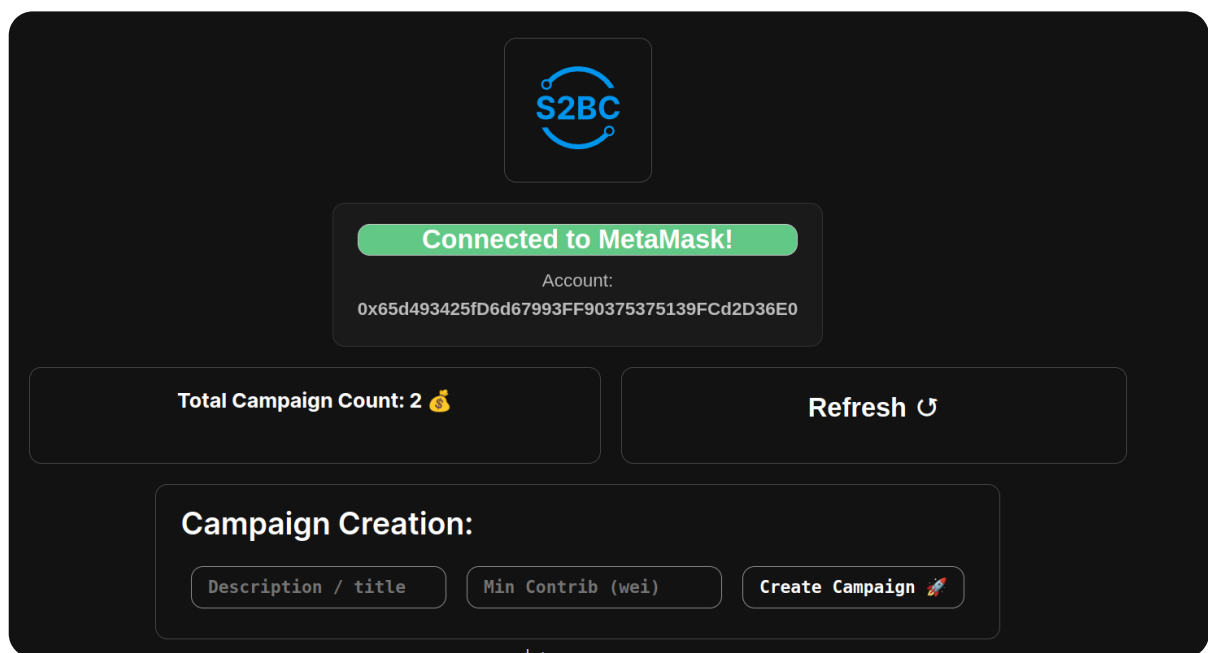 S2BC
Connected to MetaMask!
Account:
0x65d493425fD6d67993FF90375375139FCd2D36E0
Total Campaign Count: 2 💰
Refresh ↺
Campaign Creation:
Description / title
Min Contrib (wei)
Create Campaign 🚀